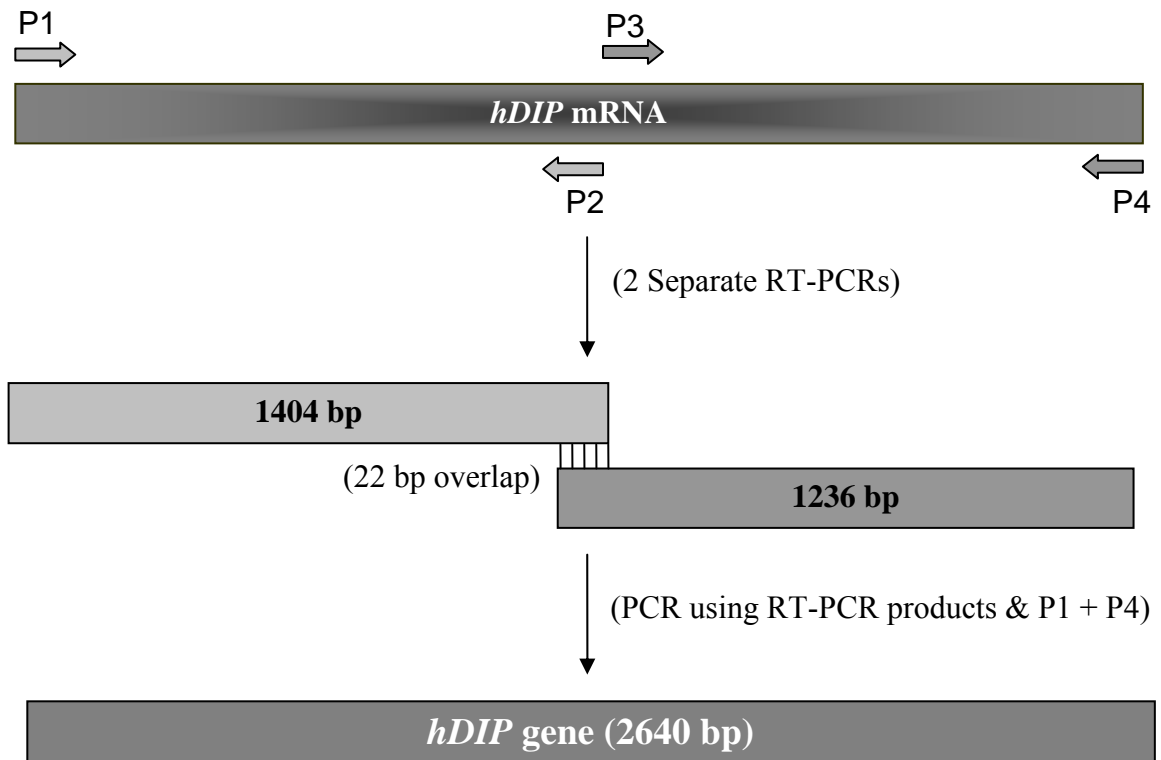 P1
P3
hDIP mRNA
P2
P4
(2 Separate RT-PCRs)
1404 bp
(22 bp overlap)
1236 bp
(PCR using RT-PCR products & P1 + P4)
hDIP gene (2640 bp)